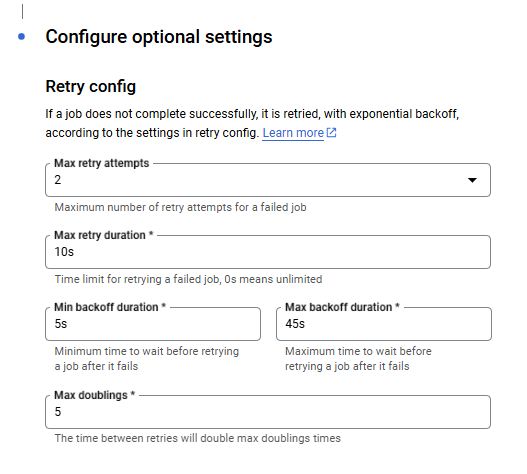 Configure optional settings
Retry config
If a job does not complete successfully, it is retried, with exponential backoff,
according to the settings in retry config. Learn more
Max retry attempts
2
Maximum number of retry attempts for a failed job
Max retry duration *
10s
Time limit for retrying a failed job, 0s means unlimited
Min backoff duration *
5s
Minimum time to wait before retrying
a job after it fails
Max backoff duration *
45s
Maximum time to wait before
retrying a job after it fails
Max doublings *
5
The time between retries will double max doublings times